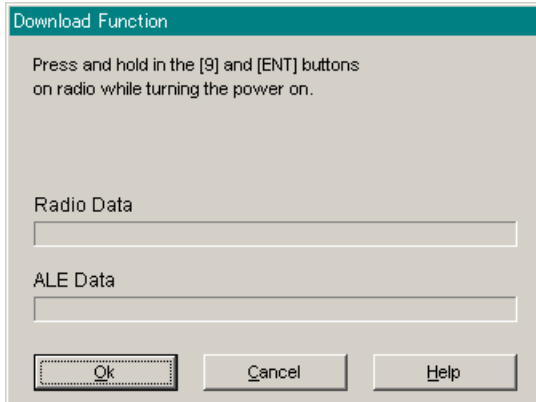 Download Function
Press and hold in the [9] and [ENT] buttons
on radio while turning the power on.
Radio Data
ALE Data
Ok
Cancel
Help